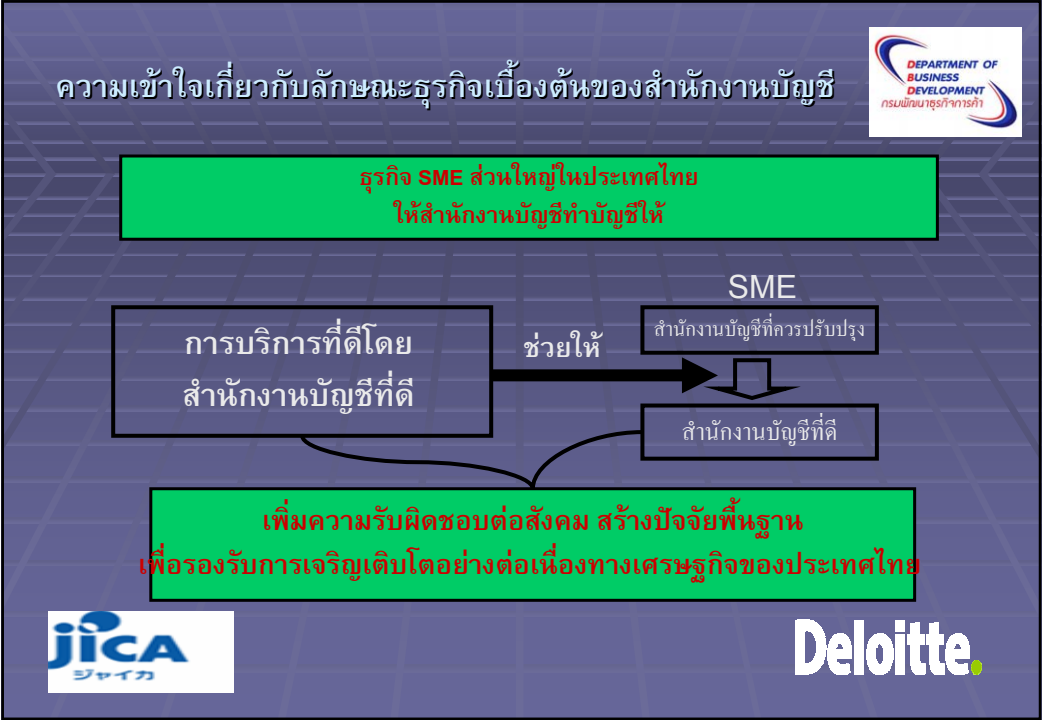 ความเข้าใจเกี่ยวกับลักษณะธุรกิจเบื้องต้นของสำนักงานบัญชี
DEPARTMENT OF
BUSINESS
DEVELOPMENT
กรมพัฒนาธุรกิจการค้า
ธุรกิจ SME ส่วนใหญ่ในประเทศไทย
ให้สำนักงานบัญชีทำบัญชีให้
SME
การบริการที่ดีโดย
สำนักงานบัญชีที่ดี
ช่วยให้
สำนักงานบัญชีที่ควรปรับปรุง
สำนักงานบัญชีที่ดี
เพิ่มความรับผิดชอบต่อสังคม สร้างปัจจัยพื้นฐาน
เพื่อรองรับการเจริญเติบโตอย่างต่อเนื่องทางเศรษฐกิจของประเทศไทย
jicA
ジャイカ
Deloitte.